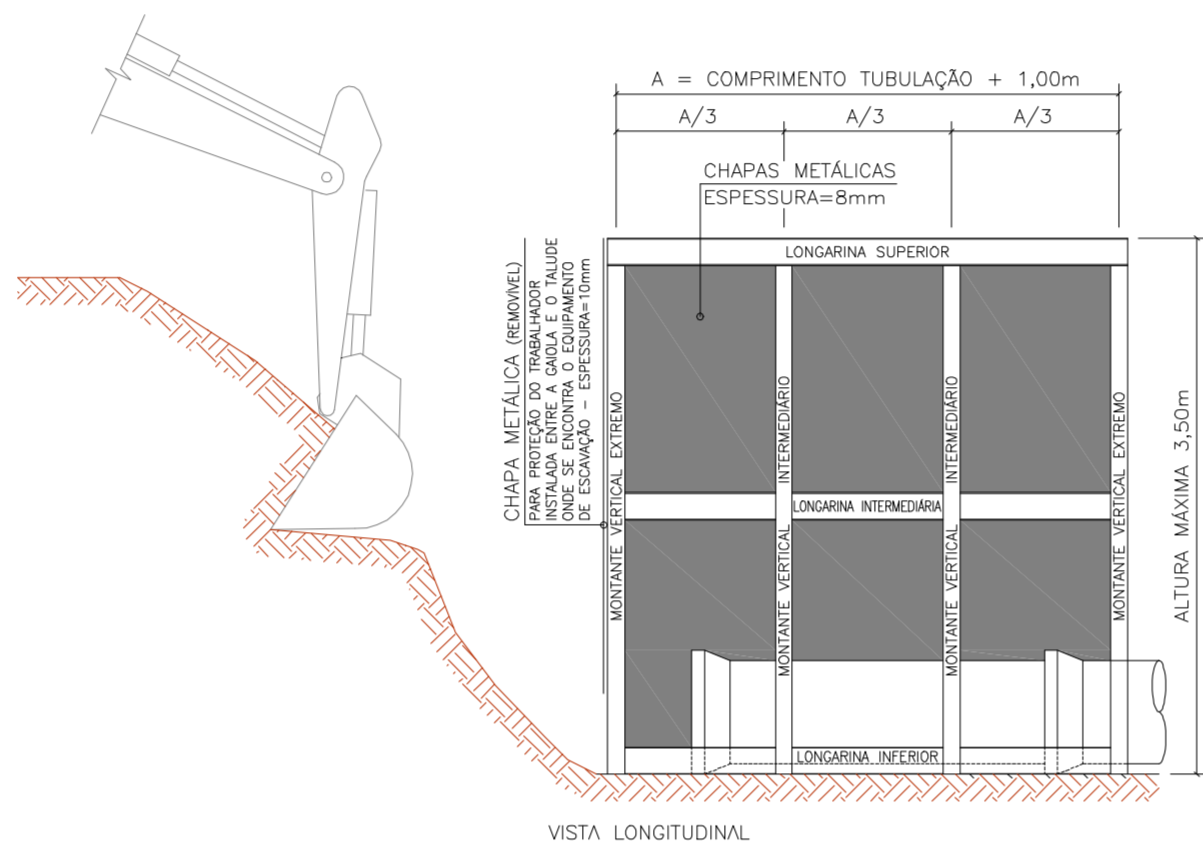 A = COMPRIMENTO TUBULAÇÃO + 1,00m
A/3
A/3
A/3
CHAPAS METÁLICAS
ESPESSURA=8mm
LONGARINA SUPERIOR
CHAPA METÁLICA (REMOVÍVEL)
PARA PROTEÇÃO DO TRABALHADOR
INSTALADA ENTRE A GAIOLA E O TALUDE
ONDE SE ENCONTRA O EQUIPAMENTO
DE ESCAVAÇÃO - ESPESSURA=10mm
MONTANTE VERTICAL EXTREMO
MONTANTE VERTICAL INTERMEDIÁRIO
MONTANTE VERTICAL INTERMEDIÁRIO
MONTANTE VERTICAL EXTREMO
LONGARINA INTERMEDIÁRIA
ALTURA MÁXIMA 3,50m
LONGARINA INFERIOR
VISTA LONGITUDINAL